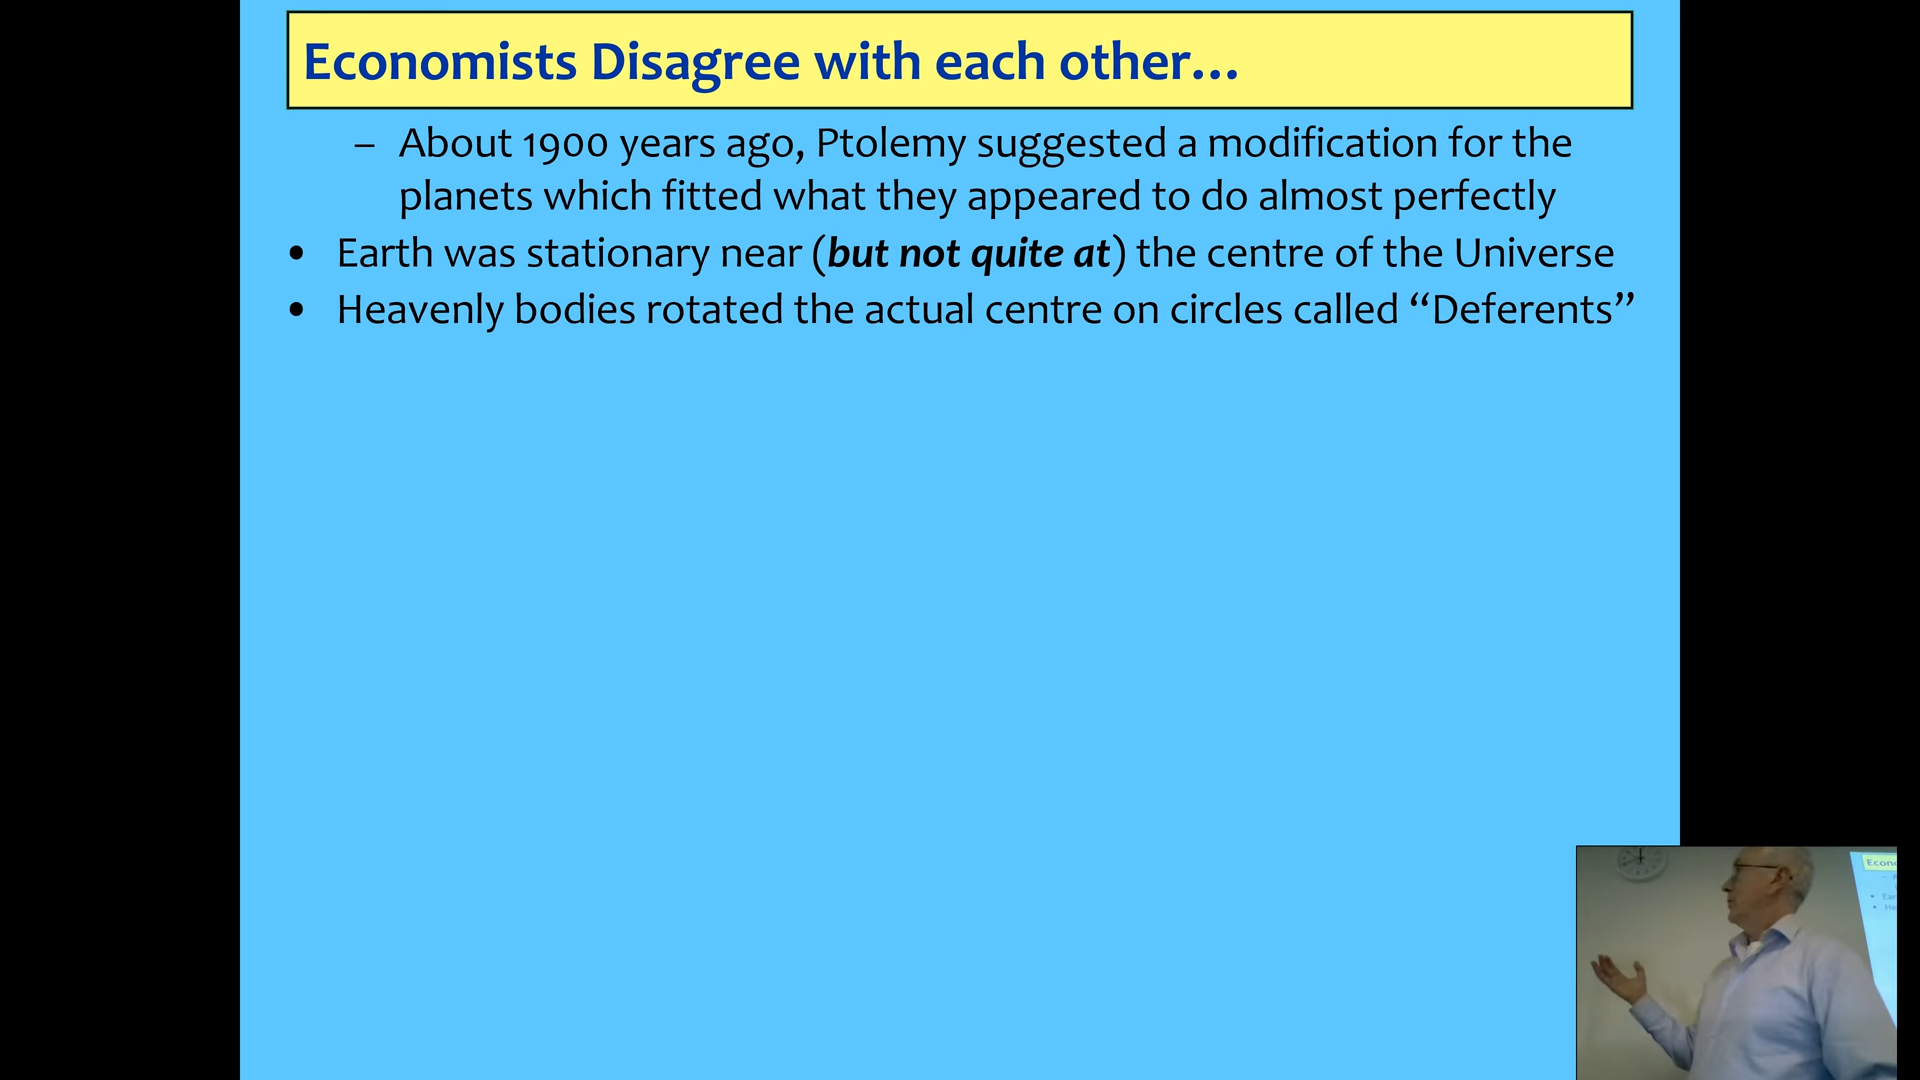 Economists Disagree with each other...
– About 1900 years ago, Ptolemy suggested a modification for the
planets which fitted what they appeared to do almost perfectly
• Earth was stationary near (but not quite at) the centre of the Universe
• Heavenly bodies rotated the actual centre on circles called “Deferents”
Econ